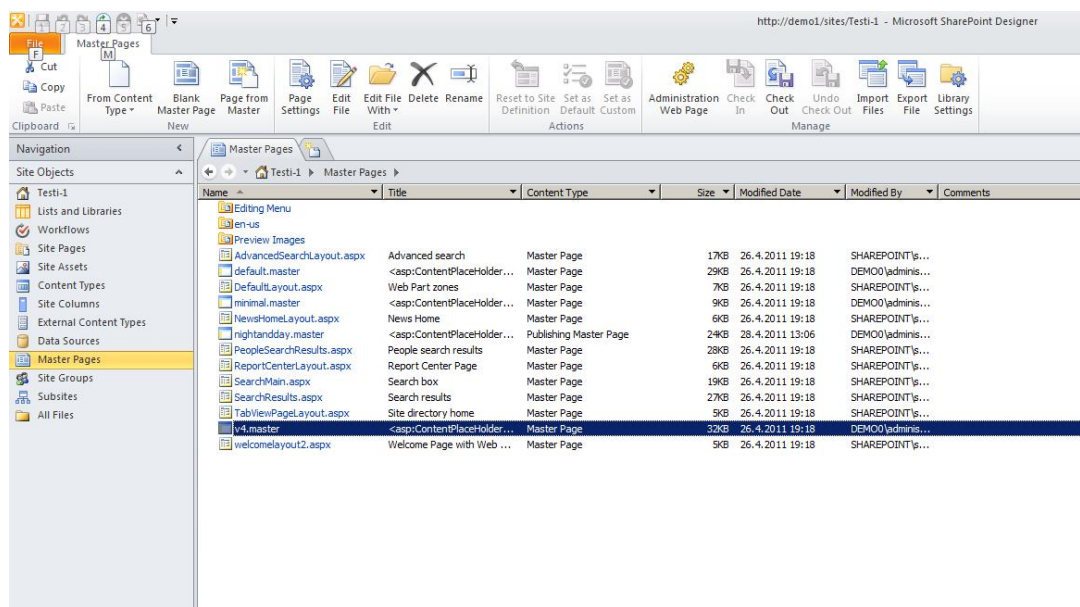 1 2 3 4 5 6
http://demo1/sites/Testi-1 - Microsoft SharePoint Designer
File Master Pages
F M
Cut
Copy
Paste
Clipboard
From Content Type
Blank Master Page
Page from Master
New
Page Settings
Edit File
Edit File With
Delete
Rename
Edit
Reset to Site Definition
Set as Default
Set as Custom
Actions
Administration Web Page
Check In
Check Out
Undo Check Out
Import Files
Export File
Library Settings
Manage
Navigation
Site Objects
Testi-1
Lists and Libraries
Workflows
Site Pages
Site Assets
Content Types
Site Columns
External Content Types
Data Sources
Master Pages
Site Groups
Subsites
All Files
Master Pages
Testi-1 Master Pages
Name Title Content Type Size Modified Date Modified By Comments
Editing Menu
en-us
Preview Images
AdvancedSearchLayout.aspx Advanced search Master Page 17KB 26.4.2011 19:18 SHAREPOINT\s...
default.master <asp:ContentPlaceHolder... Master Page 29KB 26.4.2011 19:18 DEMO0\adminis...
DefaultLayout.aspx Web Part zones Master Page 7KB 26.4.2011 19:18 SHAREPOINT\s...
minimal.master <asp:ContentPlaceHolder... Master Page 9KB 26.4.2011 19:18 DEMO0\adminis...
NewsHomeLayout.aspx News Home Master Page 6KB 26.4.2011 19:18 SHAREPOINT\s...
nightandday.master <asp:ContentPlaceHolder... Publishing Master Page 24KB 28.4.2011 13:06 DEMO0\adminis...
PeopleSearchResults.aspx People search results Master Page 28KB 26.4.2011 19:18 SHAREPOINT\s...
ReportCenterLayout.aspx Report Center Page Master Page 6KB 26.4.2011 19:18 SHAREPOINT\s...
SearchMain.aspx Search box Master Page 19KB 26.4.2011 19:18 SHAREPOINT\s...
SearchResults.aspx Search results Master Page 27KB 26.4.2011 19:18 SHAREPOINT\s...
TabViewPageLayout.aspx Site directory home Master Page 5KB 26.4.2011 19:18 SHAREPOINT\s...
v4.master <asp:ContentPlaceHolder... Master Page 32KB 26.4.2011 19:18 DEMO0\adminis...
welcomelayout2.aspx Welcome Page with Web ... Master Page 5KB 26.4.2011 19:18 SHAREPOINT\s...